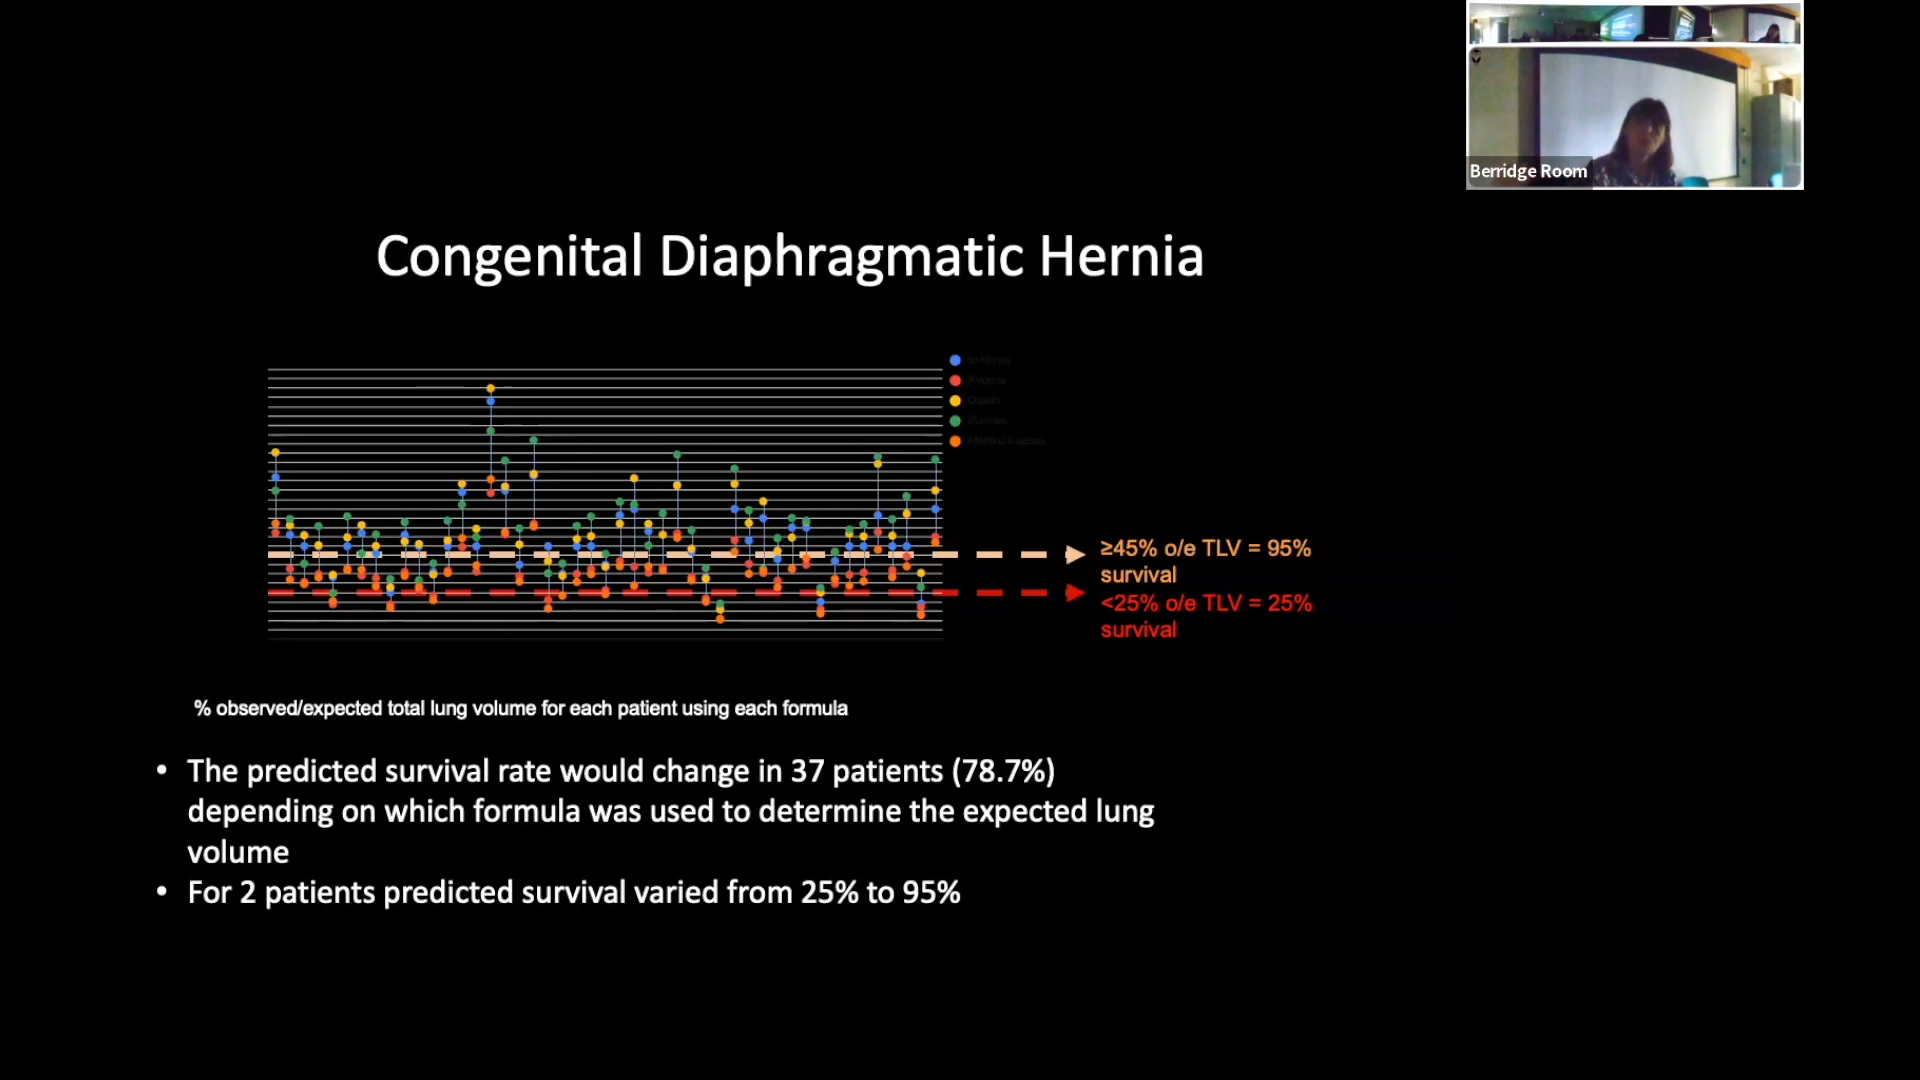 Berridge Room
Congenital Diaphragmatic Hernia
≥45% o/e TLV = 95%
survival
<25% o/e TLV = 25%
survival
% observed/expected total lung volume for each patient using each formula
• The predicted survival rate would change in 37 patients (78.7%)
depending on which formula was used to determine the expected lung
volume
• For 2 patients predicted survival varied from 25% to 95%